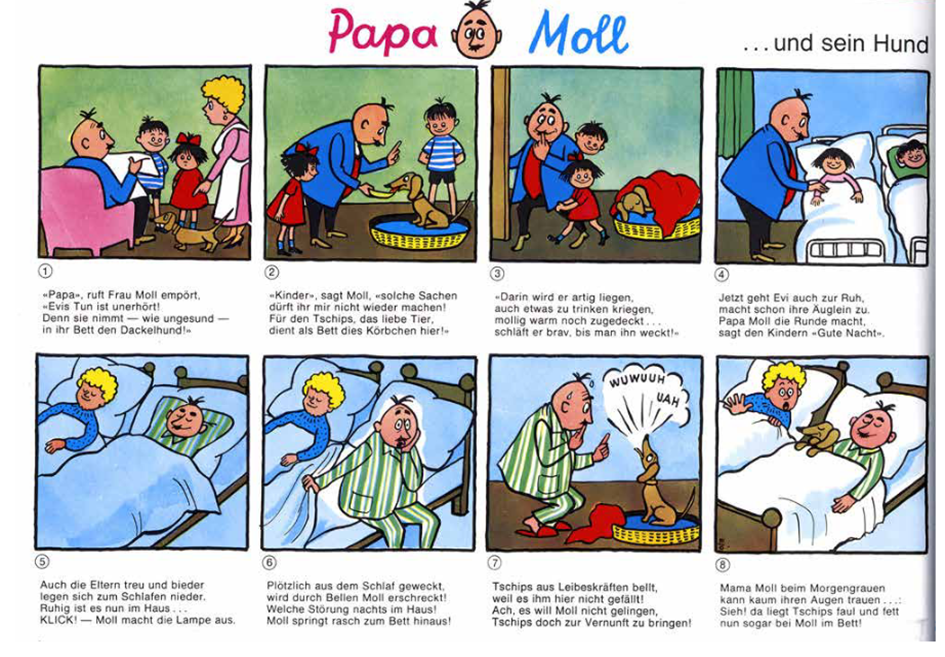 Papa Moll
...und sein Hund
①
«Papa», ruft Frau Moll empört,
«Evis Tun ist unerhört!
Denn sie nimmt — wie ungesund —
in ihr Bett den Dackelhund!»
②
«Kinder», sagt Moll, «solche Sachen
dürft ihr mir nicht wieder machen!
Für den Tschips, das liebe Tier,
dient als Bett dies Körbchen hier!»
③
«Darin wird er artig liegen,
auch etwas zu trinken kriegen,
mollig warm noch zugedeckt...
schläft er brav, bis man ihn weckt!»
④
Jetzt geht Evi auch zur Ruh,
macht schon ihre Äuglein zu.
Papa Moll die Runde macht,
sagt den Kindern «Gute Nacht».
⑤
Auch die Eltern treu und bieder
legen sich zum Schlafen nieder.
Ruhig ist es nun im Haus...
KLICK! — Moll macht die Lampe aus.
⑥
Plötzlich aus dem Schlaf geweckt,
wird durch Bellen Moll erschreckt!
Welche Störung nachts im Haus!
Moll springt rasch zum Bett hinaus!
WUWUUH
UAH
⑦
Tschips aus Leibeskräften bellt,
weil es ihm hier nicht gefällt!
Ach, es will Moll nicht gelingen,
Tschips doch zur Vernunft zu bringen!
⑧
Mama Moll beim Morgengrauen
kann kaum ihren Augen trauen...:
Sieh! da liegt Tschips faul und fett
nun sogar bei Moll im Bett!